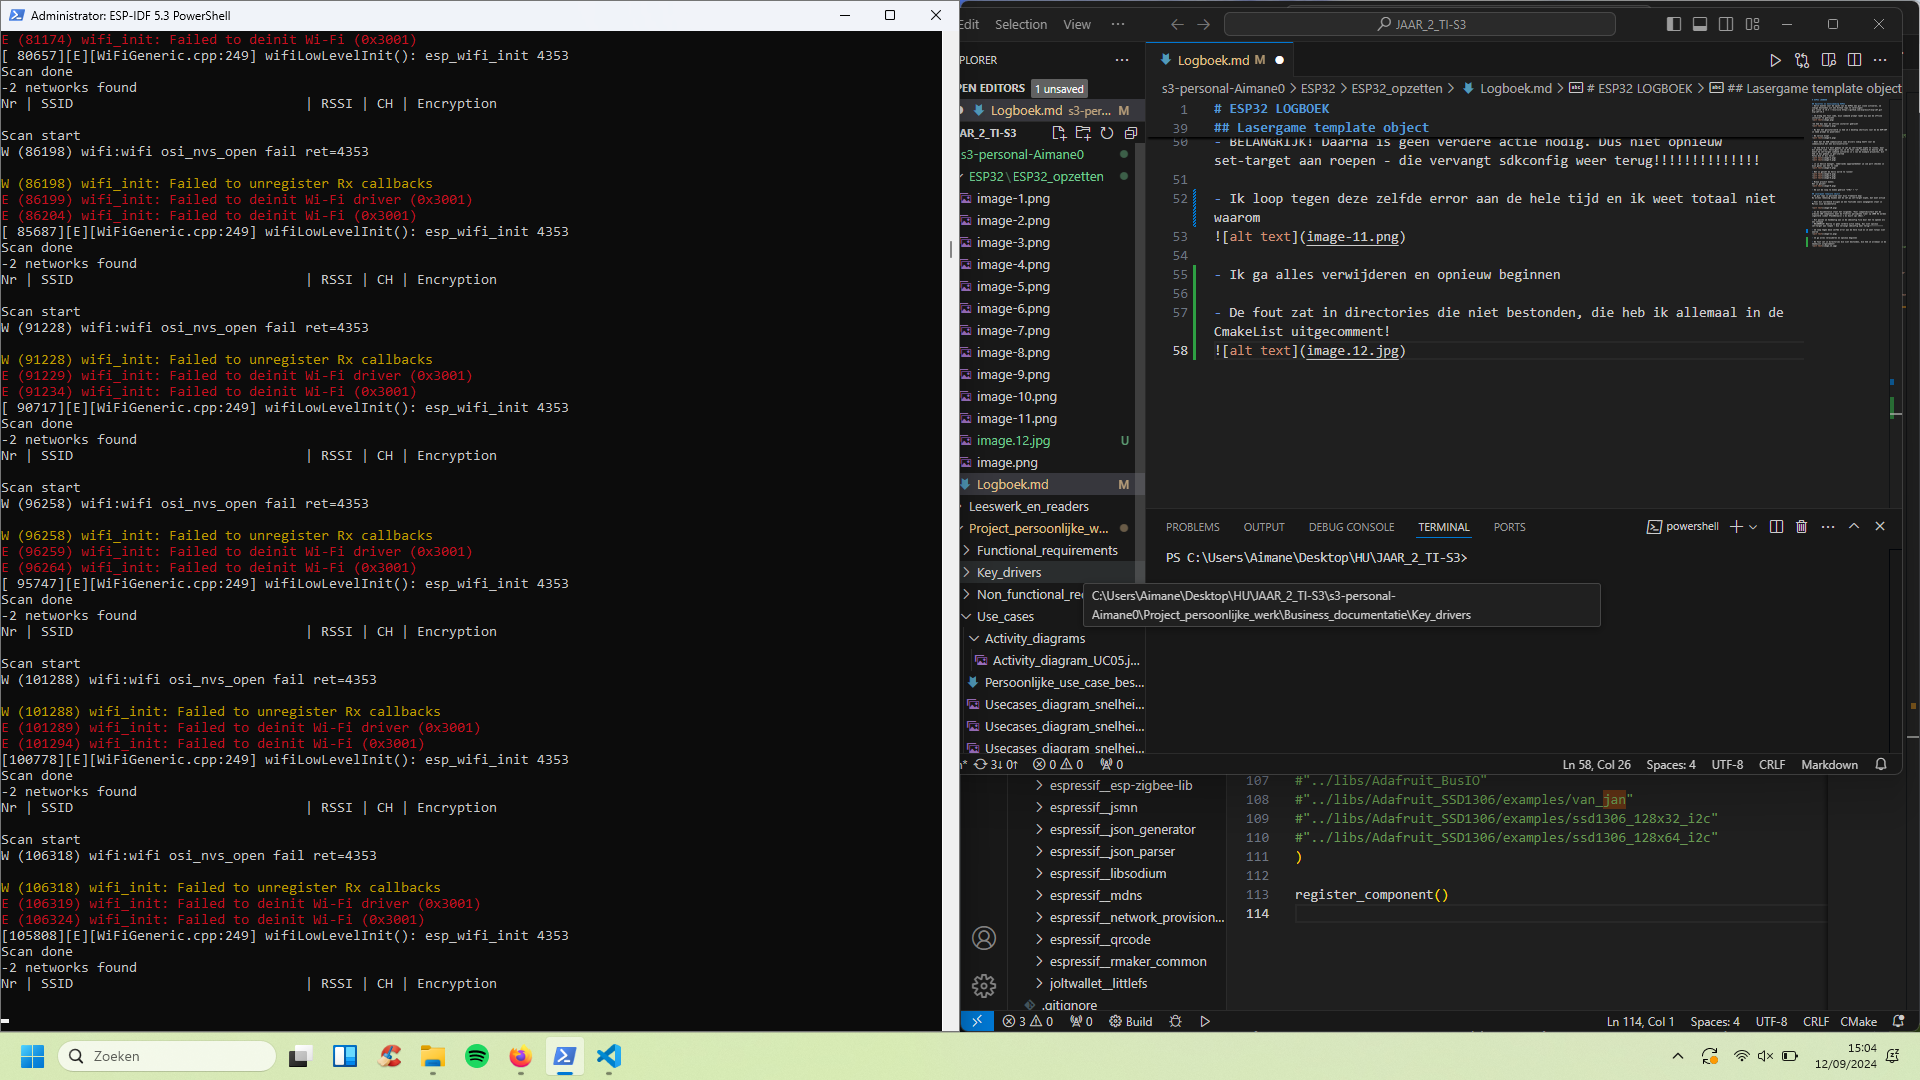 Administrator: ESP-IDF 5.3 PowerShell
E (81174) wifi_init: Failed to deinit Wi-Fi (0x3001)
[ 80657][E][WiFiGeneric.cpp:249] wifiLowLevelInit(): esp_wifi_init 4353
Scan done
-2 networks found
Nr | SSID | RSSI | CH | Encryption
Scan start
W (86198) wifi:wifi osi_nvs_open fail ret=4353
W (86198) wifi_init: Failed to unregister Rx callbacks
E (86199) wifi_init: Failed to deinit Wi-Fi driver (0x3001)
E (86204) wifi_init: Failed to deinit Wi-Fi (0x3001)
[ 85687][E][WiFiGeneric.cpp:249] wifiLowLevelInit(): esp_wifi_init 4353
Scan done
-2 networks found
Nr | SSID | RSSI | CH | Encryption
Scan start
W (91228) wifi:wifi osi_nvs_open fail ret=4353
W (91228) wifi_init: Failed to unregister Rx callbacks
E (91229) wifi_init: Failed to deinit Wi-Fi driver (0x3001)
E (91234) wifi_init: Failed to deinit Wi-Fi (0x3001)
[ 90717][E][WiFiGeneric.cpp:249] wifiLowLevelInit(): esp_wifi_init 4353
Scan done
-2 networks found
Nr | SSID | RSSI | CH | Encryption
Scan start
W (96258) wifi:wifi osi_nvs_open fail ret=4353
W (96258) wifi_init: Failed to unregister Rx callbacks
E (96259) wifi_init: Failed to deinit Wi-Fi driver (0x3001)
E (96264) wifi_init: Failed to deinit Wi-Fi (0x3001)
[ 95747][E][WiFiGeneric.cpp:249] wifiLowLevelInit(): esp_wifi_init 4353
Scan done
-2 networks found
Nr | SSID | RSSI | CH | Encryption
Scan start
W (101288) wifi:wifi osi_nvs_open fail ret=4353
W (101288) wifi_init: Failed to unregister Rx callbacks
E (101289) wifi_init: Failed to deinit Wi-Fi driver (0x3001)
E (101294) wifi_init: Failed to deinit Wi-Fi (0x3001)
[100778][E][WiFiGeneric.cpp:249] wifiLowLevelInit(): esp_wifi_init 4353
Scan done
-2 networks found
Nr | SSID | RSSI | CH | Encryption
Scan start
W (106318) wifi:wifi osi_nvs_open fail ret=4353
W (106318) wifi_init: Failed to unregister Rx callbacks
E (106319) wifi_init: Failed to deinit Wi-Fi driver (0x3001)
E (106324) wifi_init: Failed to deinit Wi-Fi (0x3001)
[105808][E][WiFiGeneric.cpp:249] wifiLowLevelInit(): esp_wifi_init 4353
Scan done
-2 networks found
Nr | SSID | RSSI | CH | Encryption
Edit Selection View ··· JAAR_2_TI-S3
PLORER ···
PEN EDITORS 1 unsaved
Logboek.md s3-per... M
AR_2_TI-S3
s3-personal-Aimane0
ESP32\ESP32_opzetten
image-1.png
image-2.png
image-3.png
image-4.png
image-5.png
image-6.png
image-7.png
image-8.png
image-9.png
image-10.png
image-11.png
image.12.jpg U
image.png
Logboek.md M
Leeswerk_en_readers
Project_persoonlijke_w...
Functional_requirements
Key_drivers
Non_functional_re
Use_cases
Activity_diagrams
Activity_diagram_UC05.j...
Persoonlijke_use_case_bes...
Usecases_diagram_snelhei...
Usecases_diagram_snelhei...
Usecases_diagram_snelhei...
Logboek.md M
s3-personal-Aimane0 > ESP32 > ESP32_opzetten > Logboek.md > # ESP32 LOGBOEK > ## Lasergame template object
1 # ESP32 LOGBOEK
39 ## Lasergame template object
50 - BELANGRIJK! Daarna is geen verdere actie nodig. Dus niet opnieuw
set-target aan roepen - die vervangt sdkconfig weer terug!!!!!!!!!!!!!!
51
52 - Ik loop tegen deze zelfde error aan de hele tijd en ik weet totaal niet
waarom
53 ![alt text](image-11.png)
54
55 - Ik ga alles verwijderen en opnieuw beginnen
56
57 - De fout zat in directories die niet bestonden, die heb ik allemaal in de
CmakeList uitgecomment!
58 ![alt text](image.12.jpg)
PROBLEMS OUTPUT DEBUG CONSOLE TERMINAL PORTS powershell
PS C:\Users\Aimane\Desktop\HU\JAAR_2_TI-S3>
C:\Users\Aimane\Desktop\HU\JAAR_2_TI-S3\s3-personal-
Aimane0\Project_persoonlijke_werk\Business_documentatie\Key_drivers
3↓ 0↑ 0 0 0 Ln 58, Col 26 Spaces: 4 UTF-8 CRLF Markdown
espressif__esp-zigbee-lib
espressif__jsmn
espressif__json_generator
espressif__json_parser
espressif__libsodium
espressif__mdns
espressif__network_provision...
espressif__qrcode
espressif__rmaker_common
joltwallet__littlefs
.gitignore
107 #"../libs/Adafruit_BusIO"
108 #"../libs/Adafruit_SSD1306/examples/van_jan"
109 #"../libs/Adafruit_SSD1306/examples/ssd1306_128x32_i2c"
110 #"../libs/Adafruit_SSD1306/examples/ssd1306_128x64_i2c"
111 )
112
113 register_component()
114
3 0 0 Build Ln 114, Col 1 Spaces: 4 UTF-8 CRLF CMake
Zoeken
15:04
12/09/2024